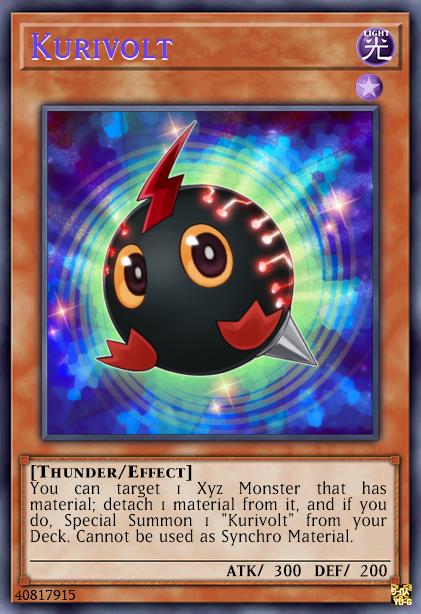 Kurivolt
LIGHT
光
[Thunder/Effect]
You can target 1 Xyz Monster that has
material; detach 1 material from it, and if you
do, Special Summon 1 "Kurivolt" from your
Deck. Cannot be used as Synchro Material.
ATK/ 300 DEF/ 200
40817915